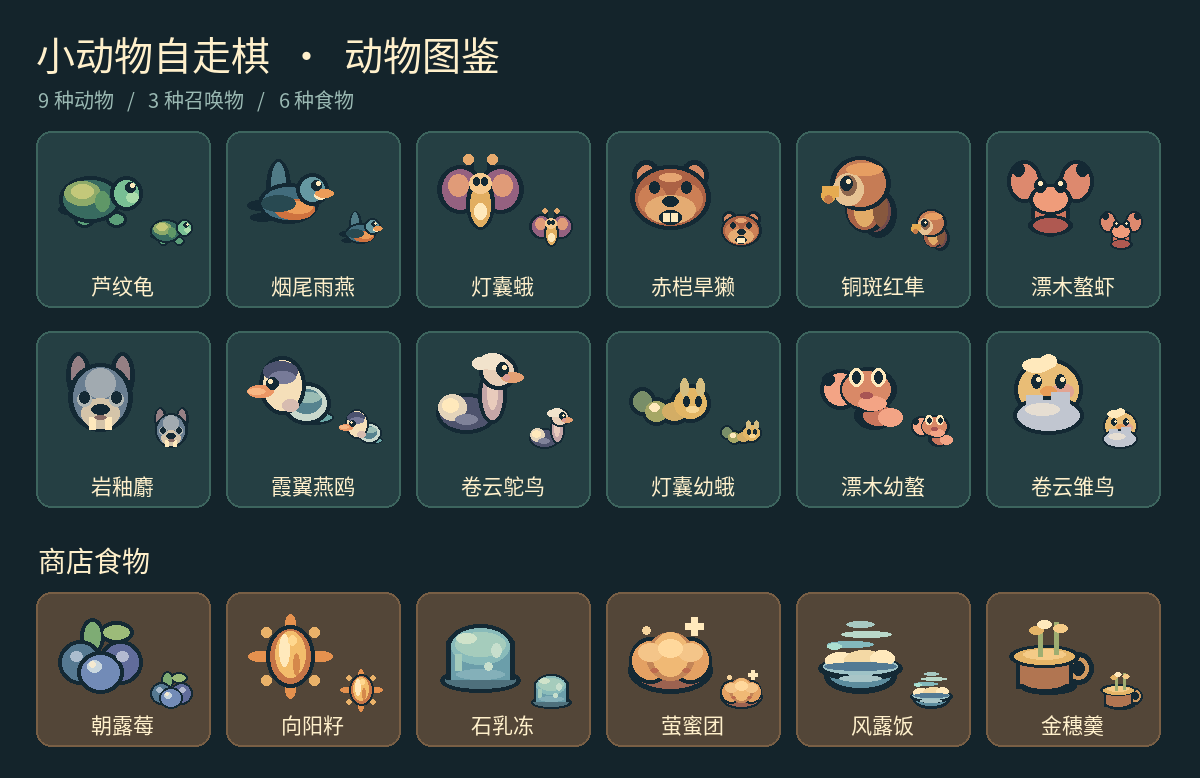 小动物自走棋 · 动物图鉴
9 种动物 / 3 种召唤物 / 6 种食物
芦纹龟 烟尾雨燕 灯囊蛾 赤桤旱獭 铜斑红隼 漂木螯虾
岩釉麝 霞翼燕鸥 卷云鸵鸟 灯囊幼蛾 漂木幼螯 卷云雏鸟
商店食物
朝露莓 向阳籽 石乳冻 萤蜜团 风露饭 金穗羹